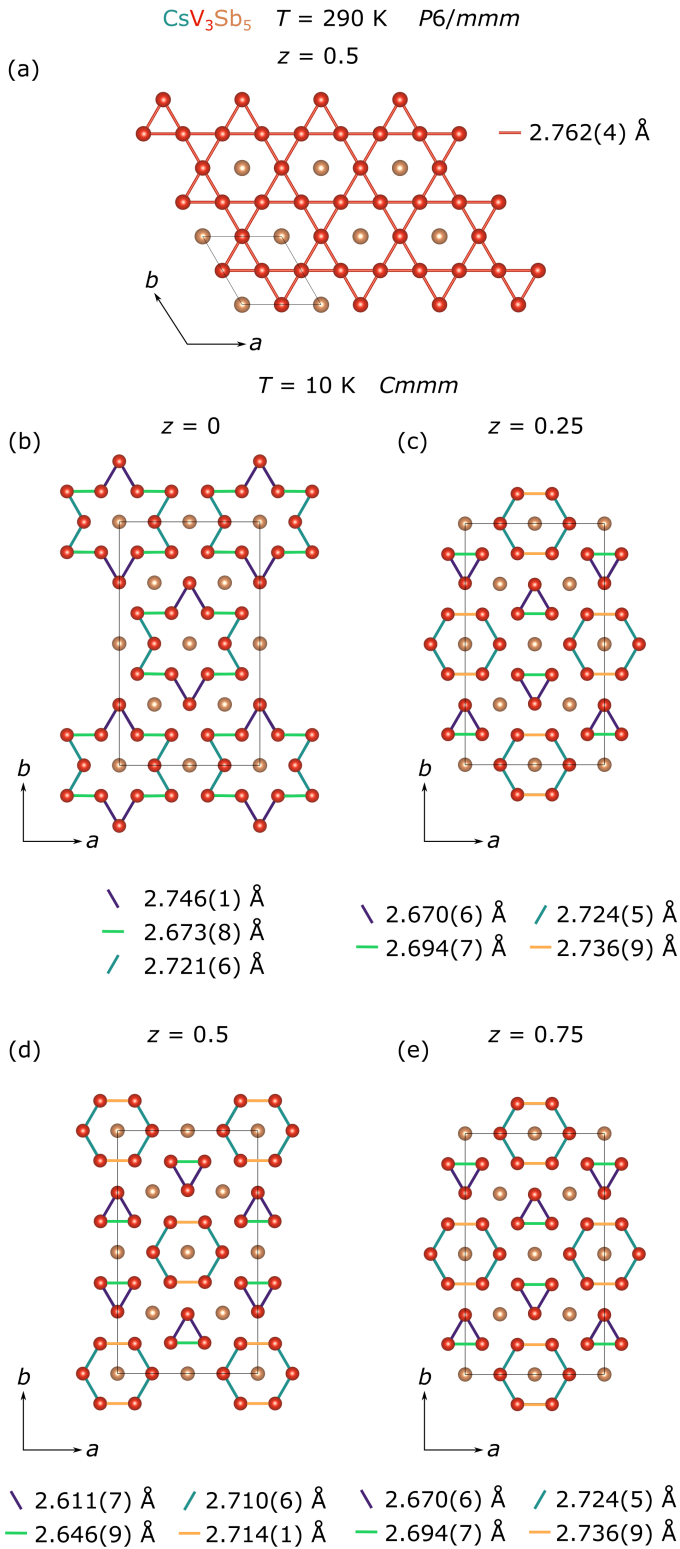 CsV₃Sb₅ T = 290 K P6/mmm
(a)
z = 0.5
2.762(4) Å
b
a
T = 10 K Cmmm
(b)
z = 0
(c)
z = 0.25
b
a
b
a
2.746(1) Å
2.673(8) Å
2.721(6) Å
2.670(6) Å 2.724(5) Å
2.694(7) Å 2.736(9) Å
(d)
z = 0.5
(e)
z = 0.75
b
a
b
a
2.611(7) Å 2.710(6) Å
2.646(9) Å 2.714(1) Å
2.670(6) Å 2.724(5) Å
2.694(7) Å 2.736(9) Å